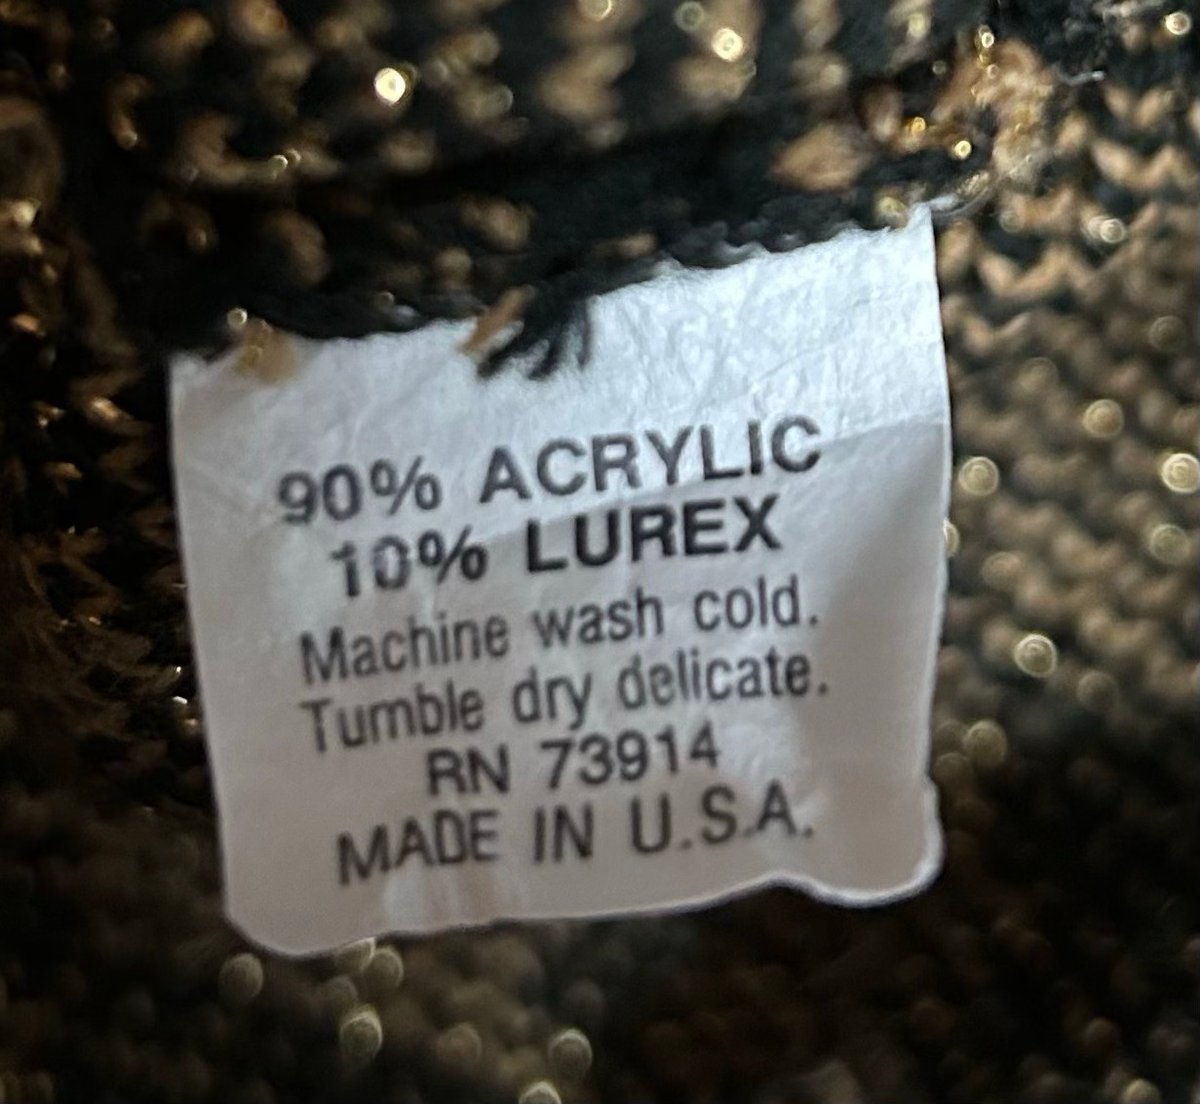 90% ACRYLIC
10% LUREX
Machine wash cold.
Tumble dry delicate.
RN 73914
MADE IN U.S.A.